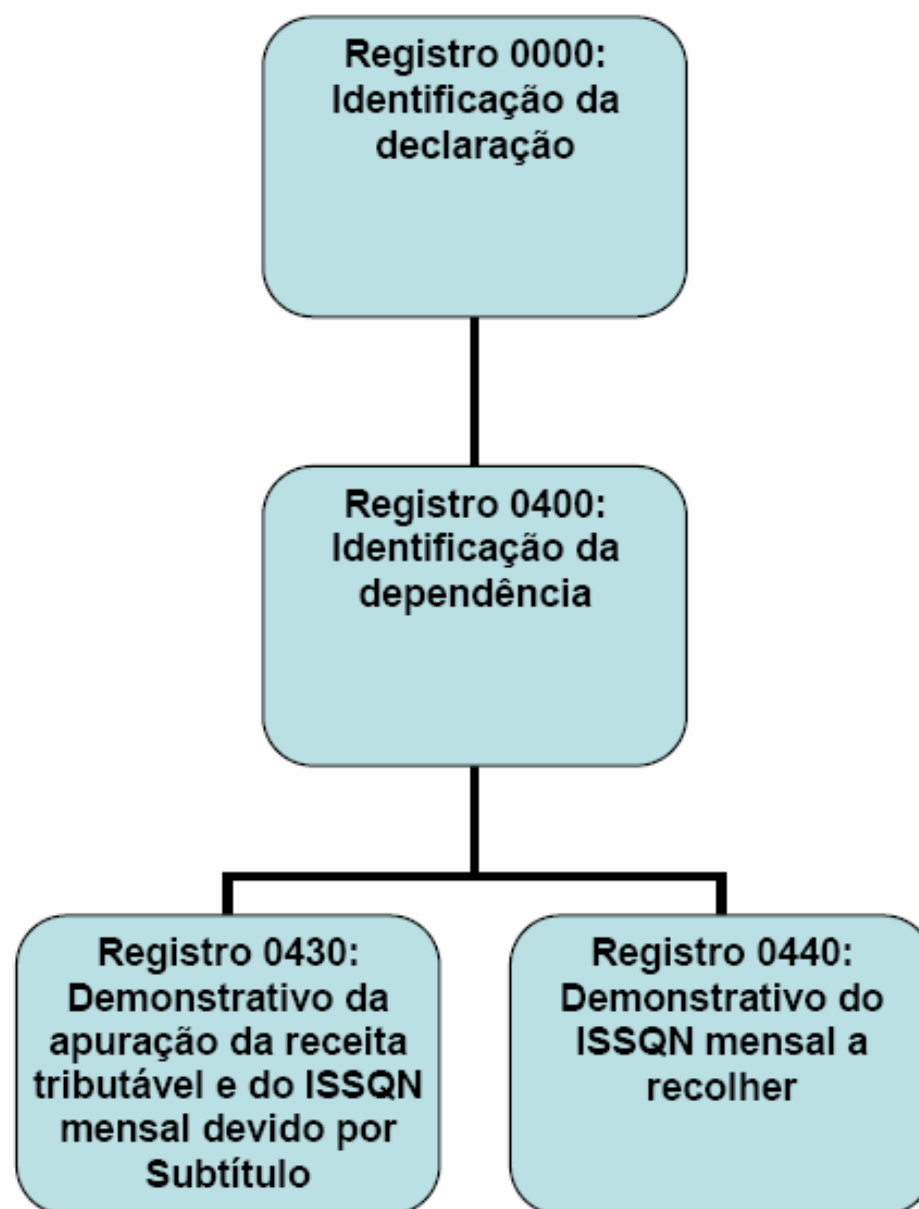 Registro 0000:
Identificação da
declaração
Registro 0400:
Identificação da
dependência
Registro 0430:
Demonstrativo da
apuração da receita
tributável e do ISSQN
mensal devido por
Subtítulo
Registro 0440:
Demonstrativo do
ISSQN mensal a
recolher